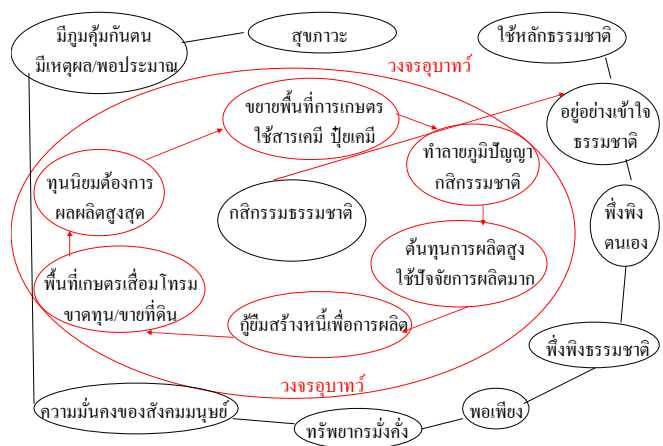 มีภูมคุ้มกันตน
มีเหตุผล/พอประมาณ
สุขภาวะ
ใช้หลักธรรมชาติ
วงจรอุบาทว์
ขยายพื้นที่การเกษตร
ใช้สารเคมี ปุ๋ยเคมี
อยู่อย่างเข้าใจ
ธรรมชาติ
ทำลายภูมิปัญญา
กสิกรรมชาติ
ทุนนิยมต้องการ
ผลผลิตสูงสุด
กสิกรรมธรรมชาติ
พึ่งพิง
ตนเอง
ต้นทุนการผลิตสูง
ใช้ปัจจัยการผลิตมาก
พื้นที่เกษตรเสื่อมโทรม
ขาดทุน/ขายที่ดิน
กู้ยืมสร้างหนี้เพื่อการผลิต
พึ่งพิงธรรมชาติ
วงจรอุบาทว์
ความมั่นคงของสังคมมนุษย์
พอเพียง
ทรัพยากรมั่งคั่ง